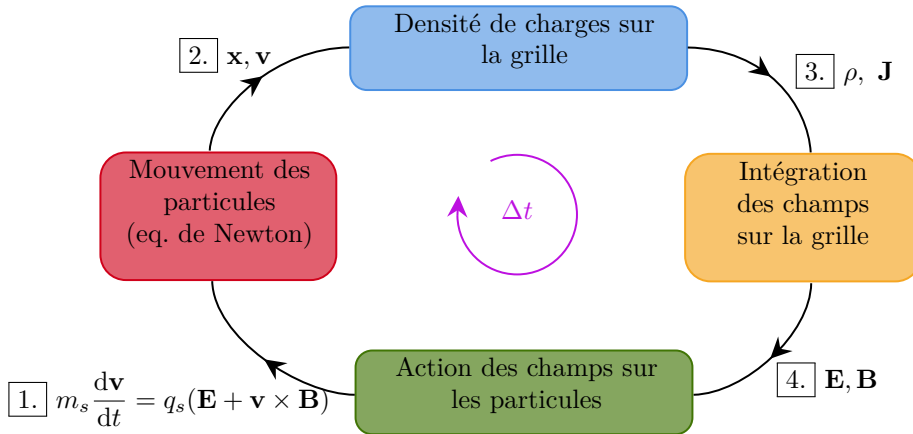 Densité de charges sur
la grille
2. x, v
3. ρ, J
Mouvement des
particules
(eq. de Newton)
Δt
Intégration
des champs
sur la grille
Action des champs sur
les particules
4. E, B
1. m_s dv/dt = q_s(E + v × B)